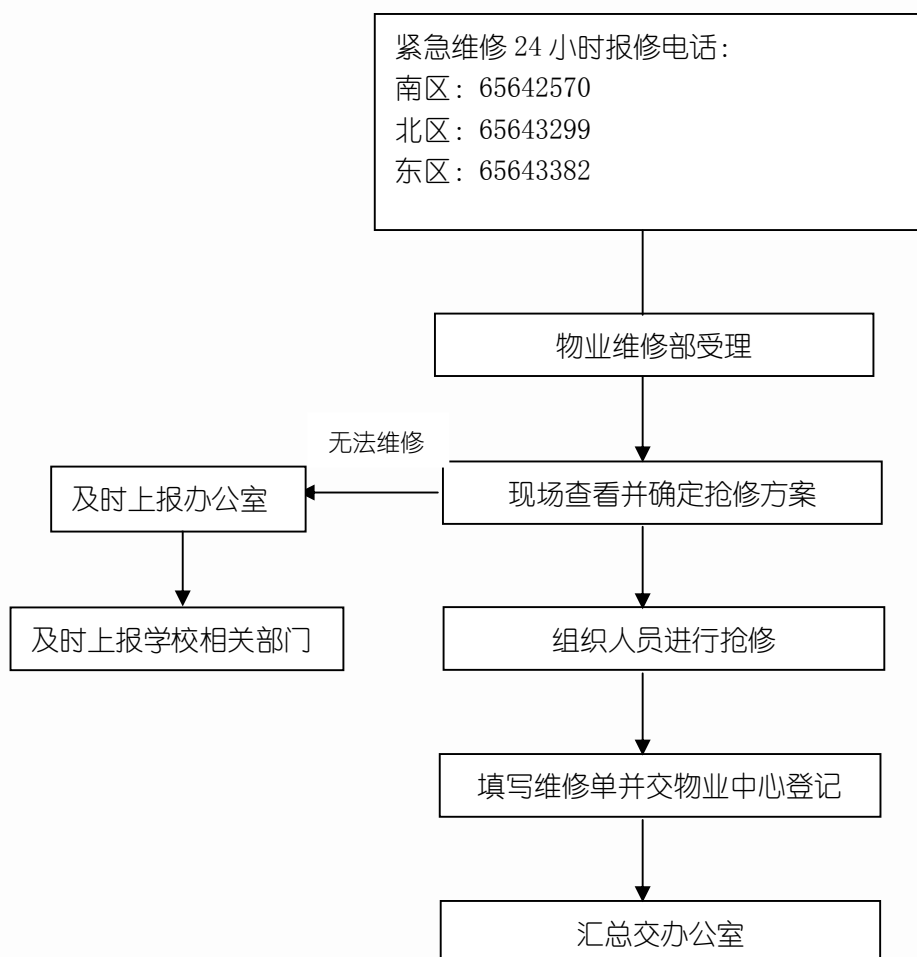 紧急维修 24 小时报修电话：
南区：65642570
北区：65643299
东区：65643382
物业维修部受理
无法维修
及时上报办公室
现场查看并确定抢修方案
及时上报学校相关部门
组织人员进行抢修
填写维修单并交物业中心登记
汇总交办公室